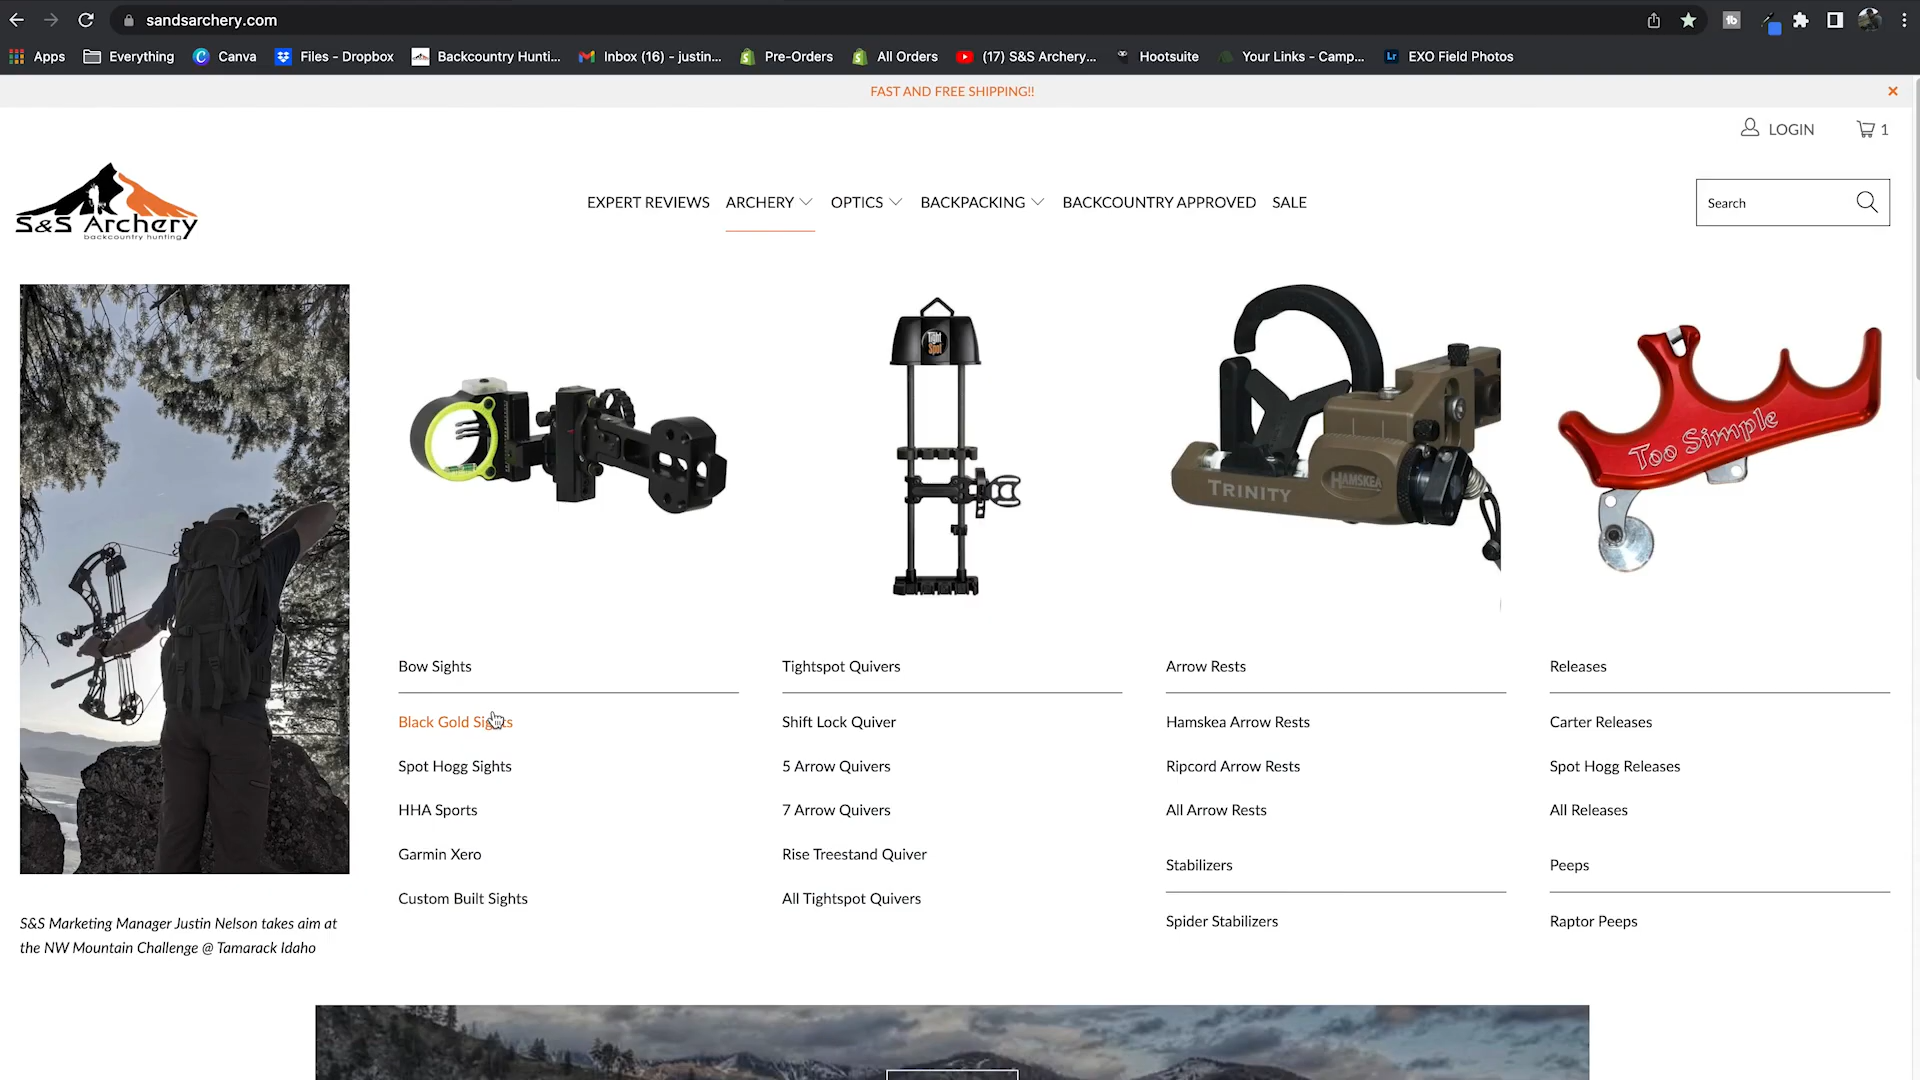 sandsarchery.com
Apps
Everything
Canva
Files - Dropbox
Backcountry Hunti...
Inbox (16) - justin...
Pre-Orders
All Orders
(17) S&S Archery...
Hootsuite
Your Links - Camp...
Lr
EXO Field Photos
FAST AND FREE SHIPPING!!
LOGIN
1
S&S Archery
backcountry hunting
EXPERT REVIEWS
ARCHERY
OPTICS
BACKPACKING
BACKCOUNTRY APPROVED
SALE
Search
Tight
Spot
TRINITY
HAMSKEA
Too Simple
Bow Sights
Black Gold Sights
Spot Hogg Sights
HHA Sports
Garmin Xero
Custom Built Sights
Tightspot Quivers
Shift Lock Quiver
5 Arrow Quivers
7 Arrow Quivers
Rise Treestand Quiver
All Tightspot Quivers
Arrow Rests
Hamskea Arrow Rests
Ripcord Arrow Rests
All Arrow Rests
Stabilizers
Spider Stabilizers
Releases
Carter Releases
Spot Hogg Releases
All Releases
Peeps
Raptor Peeps
S&S Marketing Manager Justin Nelson takes aim at
the NW Mountain Challenge @ Tamarack Idaho